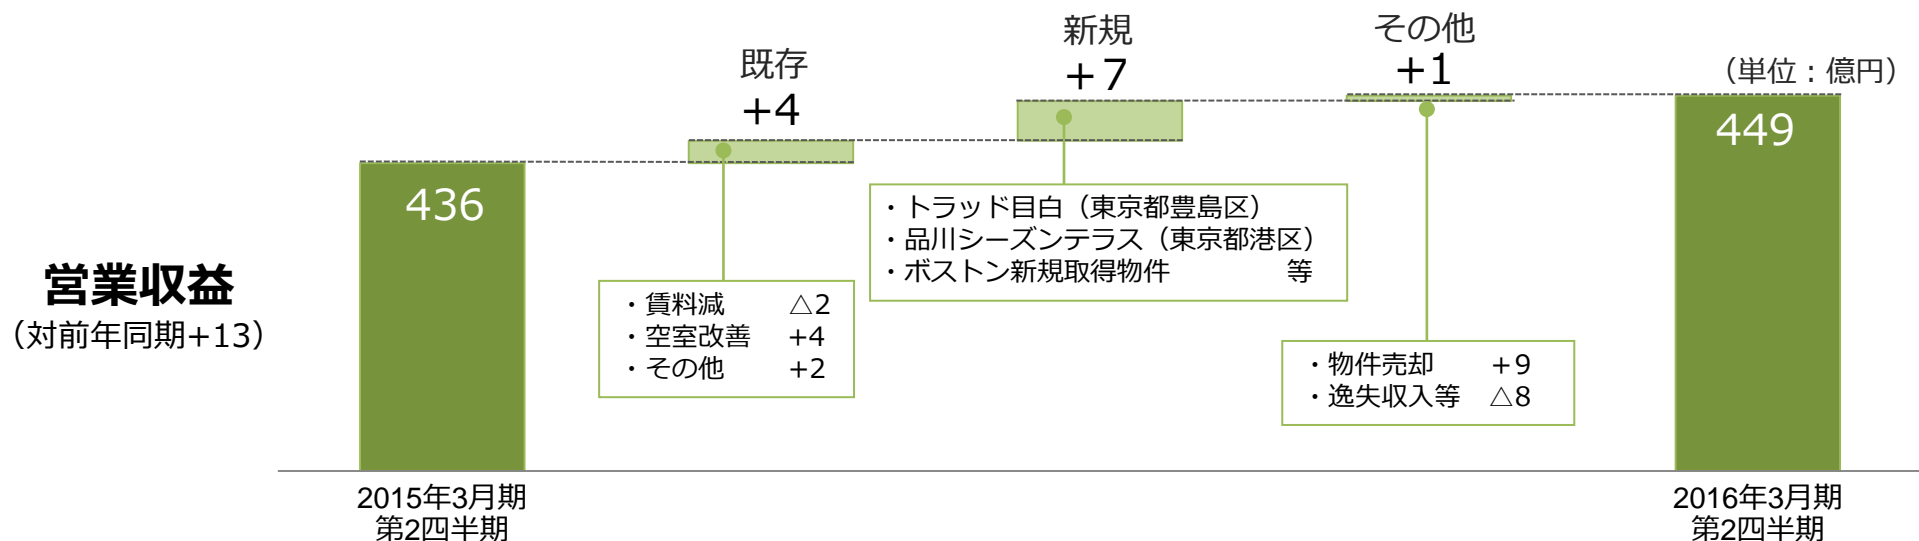 既存
+4
新規
+7
その他
+1
（単位：億円）
436
449
営業収益
（対前年同期+13）
・賃料減 △2
・空室改善 +4
・その他 +2
・トラッド目白（東京都豊島区）
・品川シーズンテラス（東京都港区）
・ボストン新規取得物件 等
・物件売却 +9
・逸失収入等 △8
2015年3月期
第2四半期
2016年3月期
第2四半期